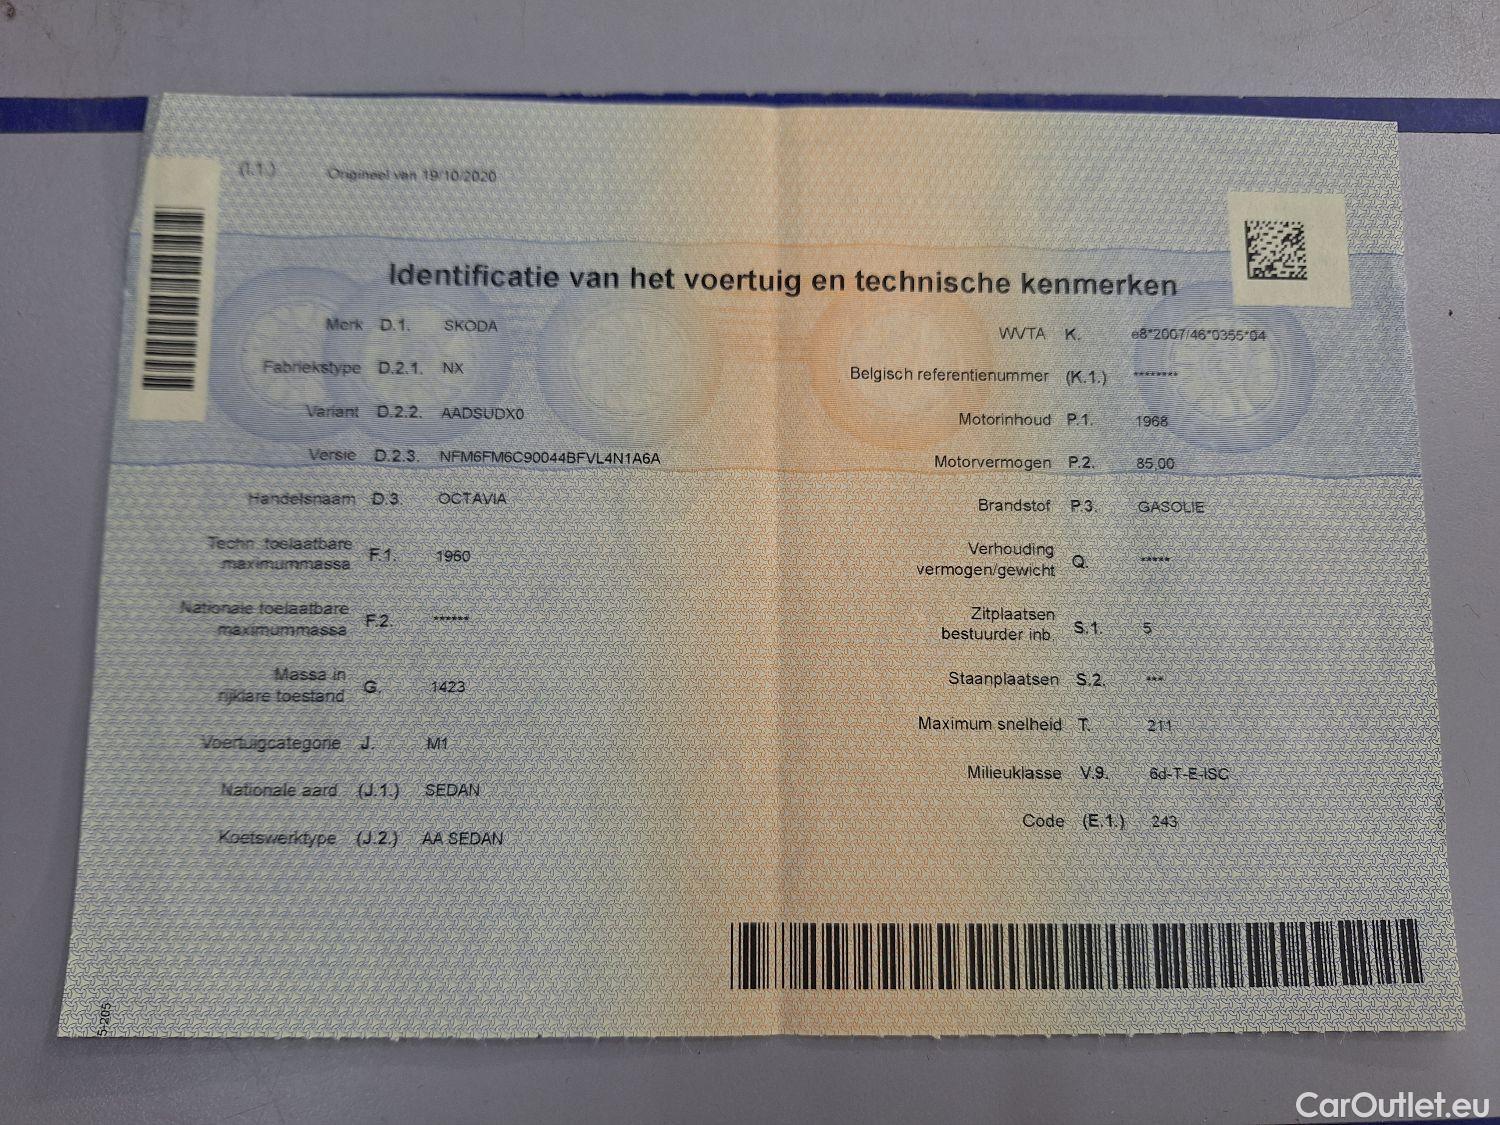 (I.1.) Origineel van 19/10/2020
Identificatie van het voertuig en technische kenmerken
Merk D.1. SKODA
Fabriekstype D.2.1. NX
Variant D.2.2. AADSUDX0
Versie D.2.3. NFM6FM6C90044BFVL4N1A6A
Handelsnaam D.3. OCTAVIA
Techn. toelaatbare
maximummassa F.1. 1960
Nationale toelaatbare
maximummassa F.2. ******
Massa in
rijklare toestand G. 1423
Voertuigcategorie J. M1
Nationale aard (J.1.) SEDAN
Koetswerktype (J.2.) AA SEDAN
WVTA K. e8*2007/46*0355*04
Belgisch referentienummer (K.1.) ********
Motorinhoud P.1. 1968
Motorvermogen P.2. 85,00
Brandstof P.3. GASOLIE
Verhouding
vermogen/gewicht Q. *****
Zitplaatsen
bestuurder inb. S.1. 5
Staanplaatsen S.2. ***
Maximum snelheid T. 211
Milieuklasse V.9. 6d-T-E-ISC
Code (E.1.) 243
5-205
CarOutlet.eu